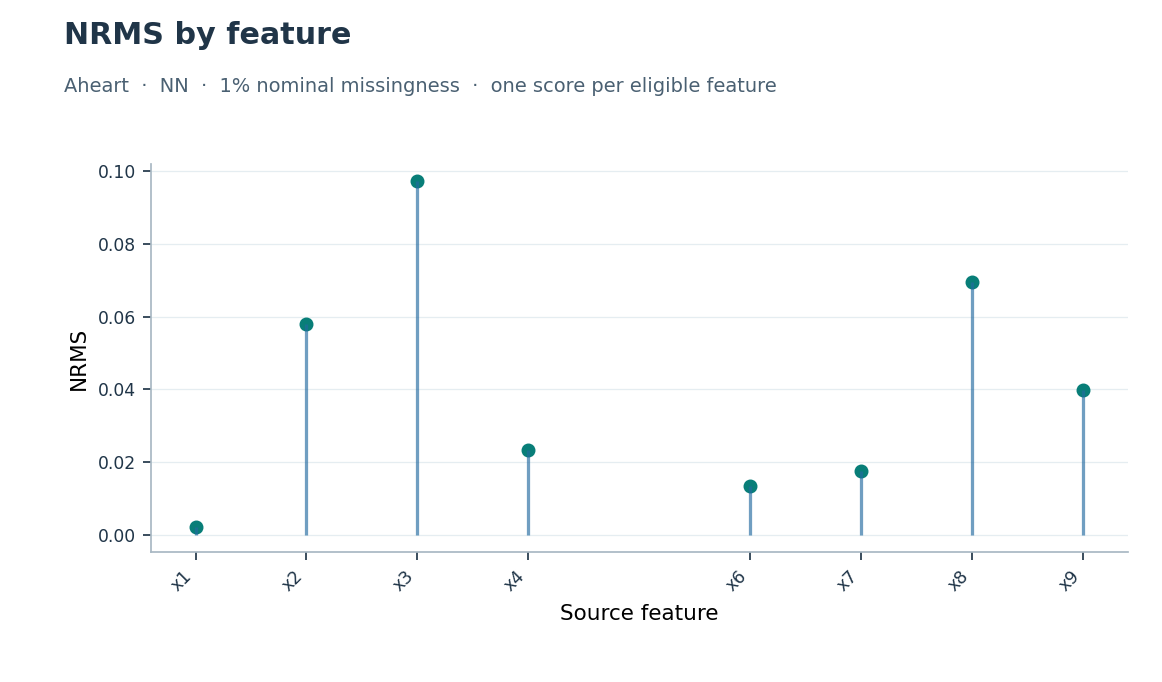 NRMS by feature
Aheart · NN · 1% nominal missingness · one score per eligible feature
0.10
0.08
0.06
0.04
0.02
0.00
NRMS
x1 x2 x3 x4 x6 x7 x8 x9
Source feature